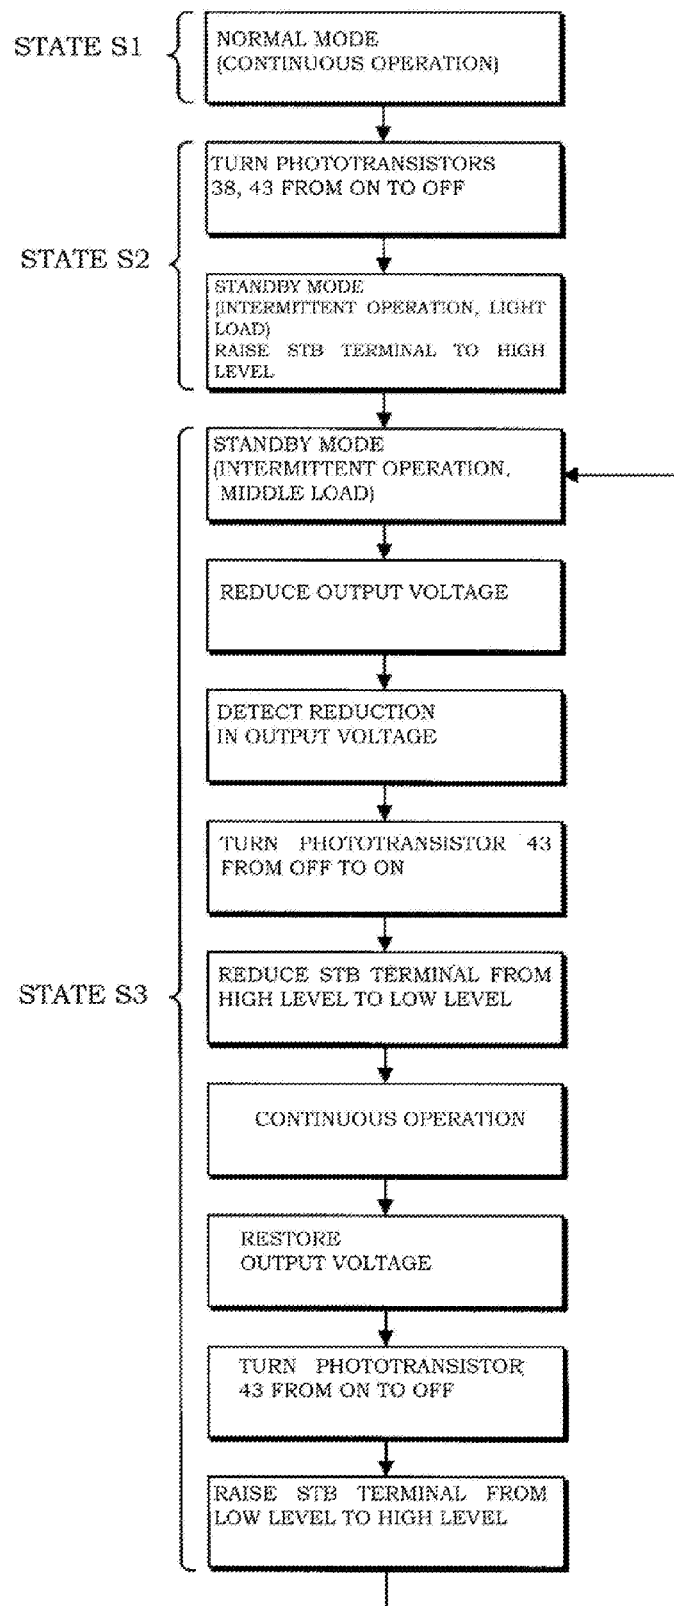 STATE S1
NORMAL MODE
(CONTINUOUS OPERATION)
STATE S2
TURN PHOTOTRANSISTORS
38, 43 FROM ON TO OFF
STANDBY MODE
(INTERMITTENT OPERATION, LIGHT
LOAD)
RAISE STB TERMINAL TO HIGH
LEVEL
STATE S3
STANDBY MODE
(INTERMITTENT OPERATION,
MIDDLE LOAD)
REDUCE OUTPUT VOLTAGE
DETECT REDUCTION
IN OUTPUT VOLTAGE
TURN PHOTOTRANSISTOR 43
FROM OFF TO ON
REDUCE STB TERMINAL FROM
HIGH LEVEL TO LOW LEVEL
CONTINUOUS OPERATION
RESTORE
OUTPUT VOLTAGE
TURN PHOTOTRANSISTOR
43 FROM ON TO OFF
RAISE STB TERMINAL FROM
LOW LEVEL TO HIGH LEVEL